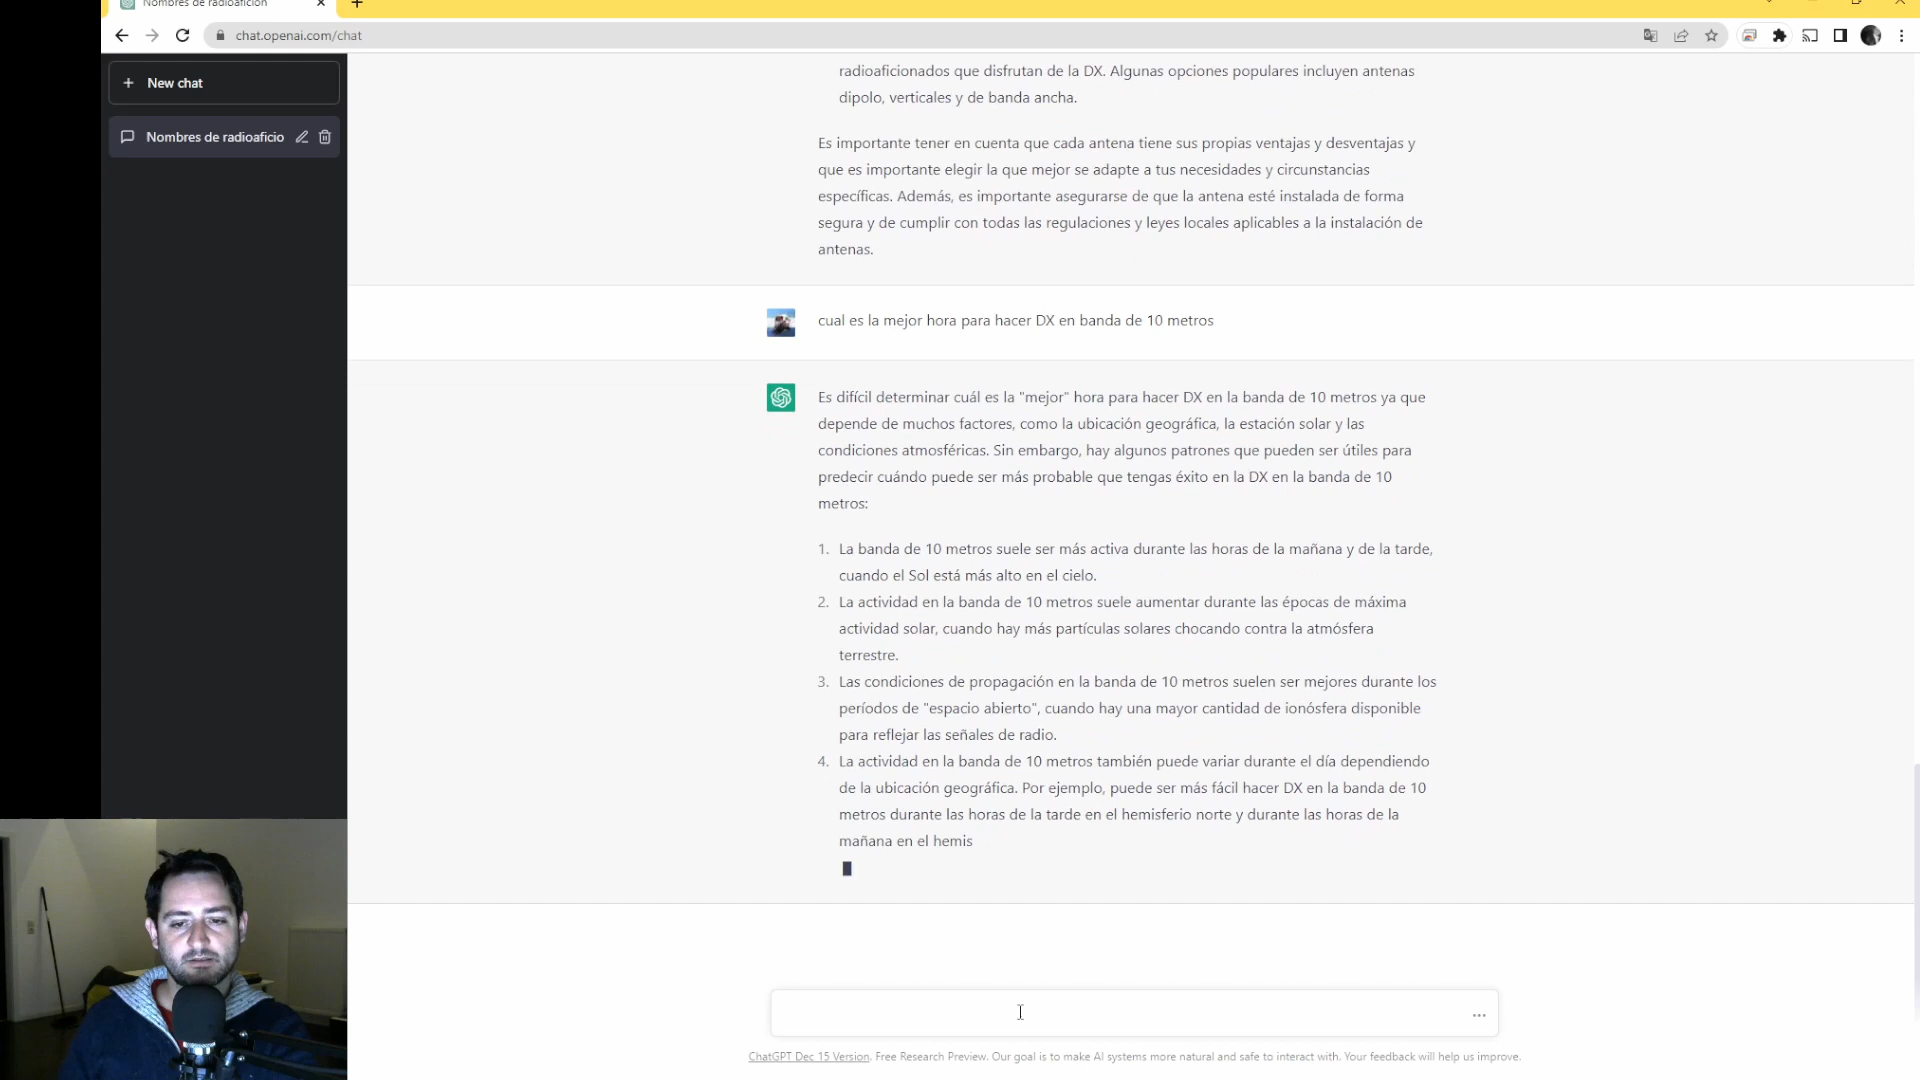 Nombres de radioafición
chat.openai.com/chat
New chat
Nombres de radioaficio
radioaficionados que disfrutan de la DX. Algunas opciones populares incluyen antenas
dipolo, verticales y de banda ancha.
Es importante tener en cuenta que cada antena tiene sus propias ventajas y desventajas y
que es importante elegir la que mejor se adapte a tus necesidades y circunstancias
específicas. Además, es importante asegurarse de que la antena esté instalada de forma
segura y de cumplir con todas las regulaciones y leyes locales aplicables a la instalación de
antenas.
cual es la mejor hora para hacer DX en banda de 10 metros
Es difícil determinar cuál es la "mejor" hora para hacer DX en la banda de 10 metros ya que
depende de muchos factores, como la ubicación geográfica, la estación solar y las
condiciones atmosféricas. Sin embargo, hay algunos patrones que pueden ser útiles para
predecir cuándo puede ser más probable que tengas éxito en la DX en la banda de 10
metros:
1. La banda de 10 metros suele ser más activa durante las horas de la mañana y de la tarde,
cuando el Sol está más alto en el cielo.
2. La actividad en la banda de 10 metros suele aumentar durante las épocas de máxima
actividad solar, cuando hay más partículas solares chocando contra la atmósfera
terrestre.
3. Las condiciones de propagación en la banda de 10 metros suelen ser mejores durante los
períodos de "espacio abierto", cuando hay una mayor cantidad de ionósfera disponible
para reflejar las señales de radio.
4. La actividad en la banda de 10 metros también puede variar durante el día dependiendo
de la ubicación geográfica. Por ejemplo, puede ser más fácil hacer DX en la banda de 10
metros durante las horas de la tarde en el hemisferio norte y durante las horas de la
mañana en el hemis
ChatGPT Dec 15 Version. Free Research Preview. Our goal is to make AI systems more natural and safe to interact with. Your feedback will help us improve.